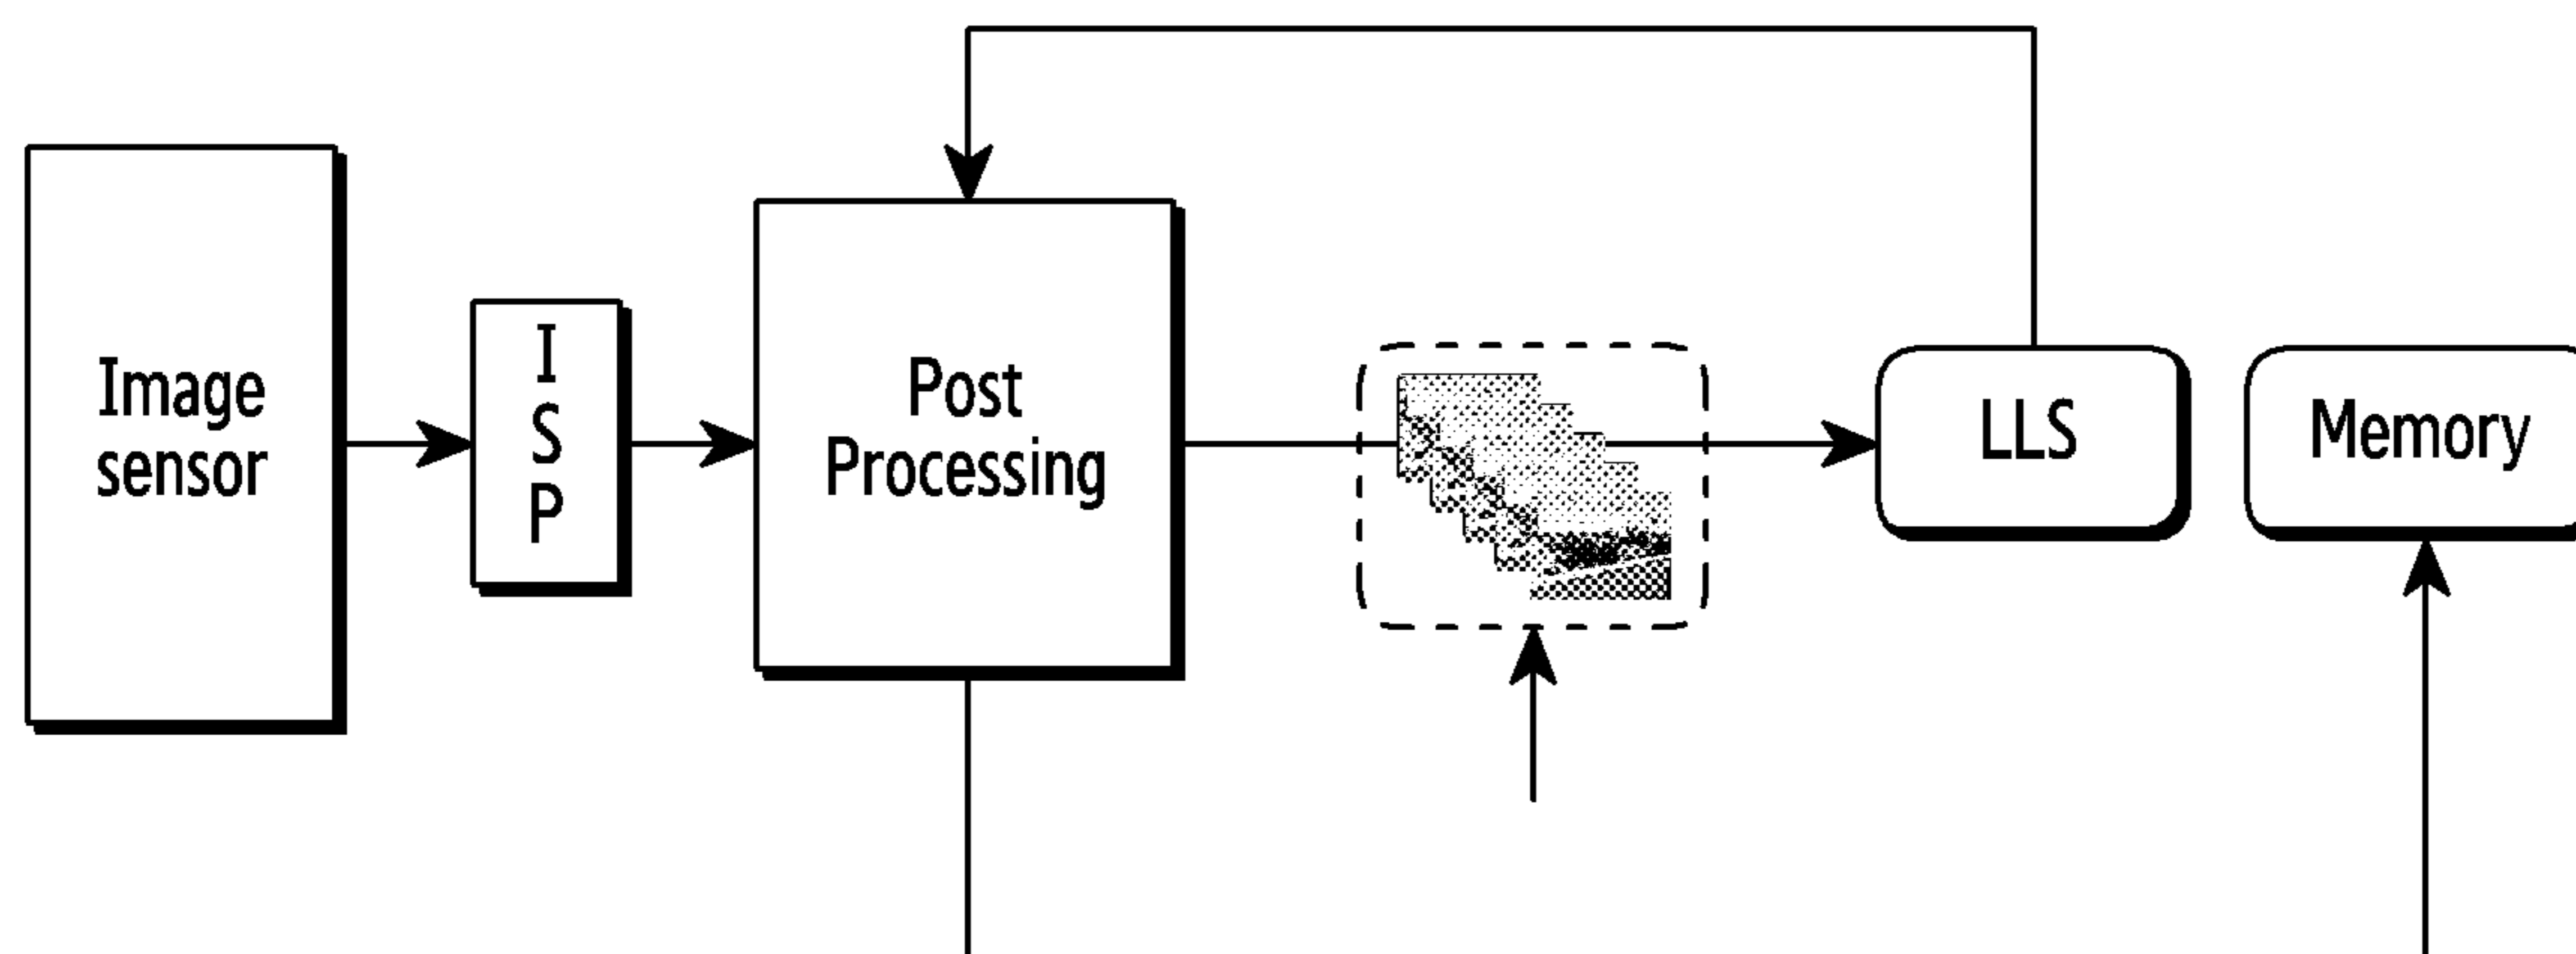 Image
sensor
I
S
P
Post
Processing
LLS
Memory